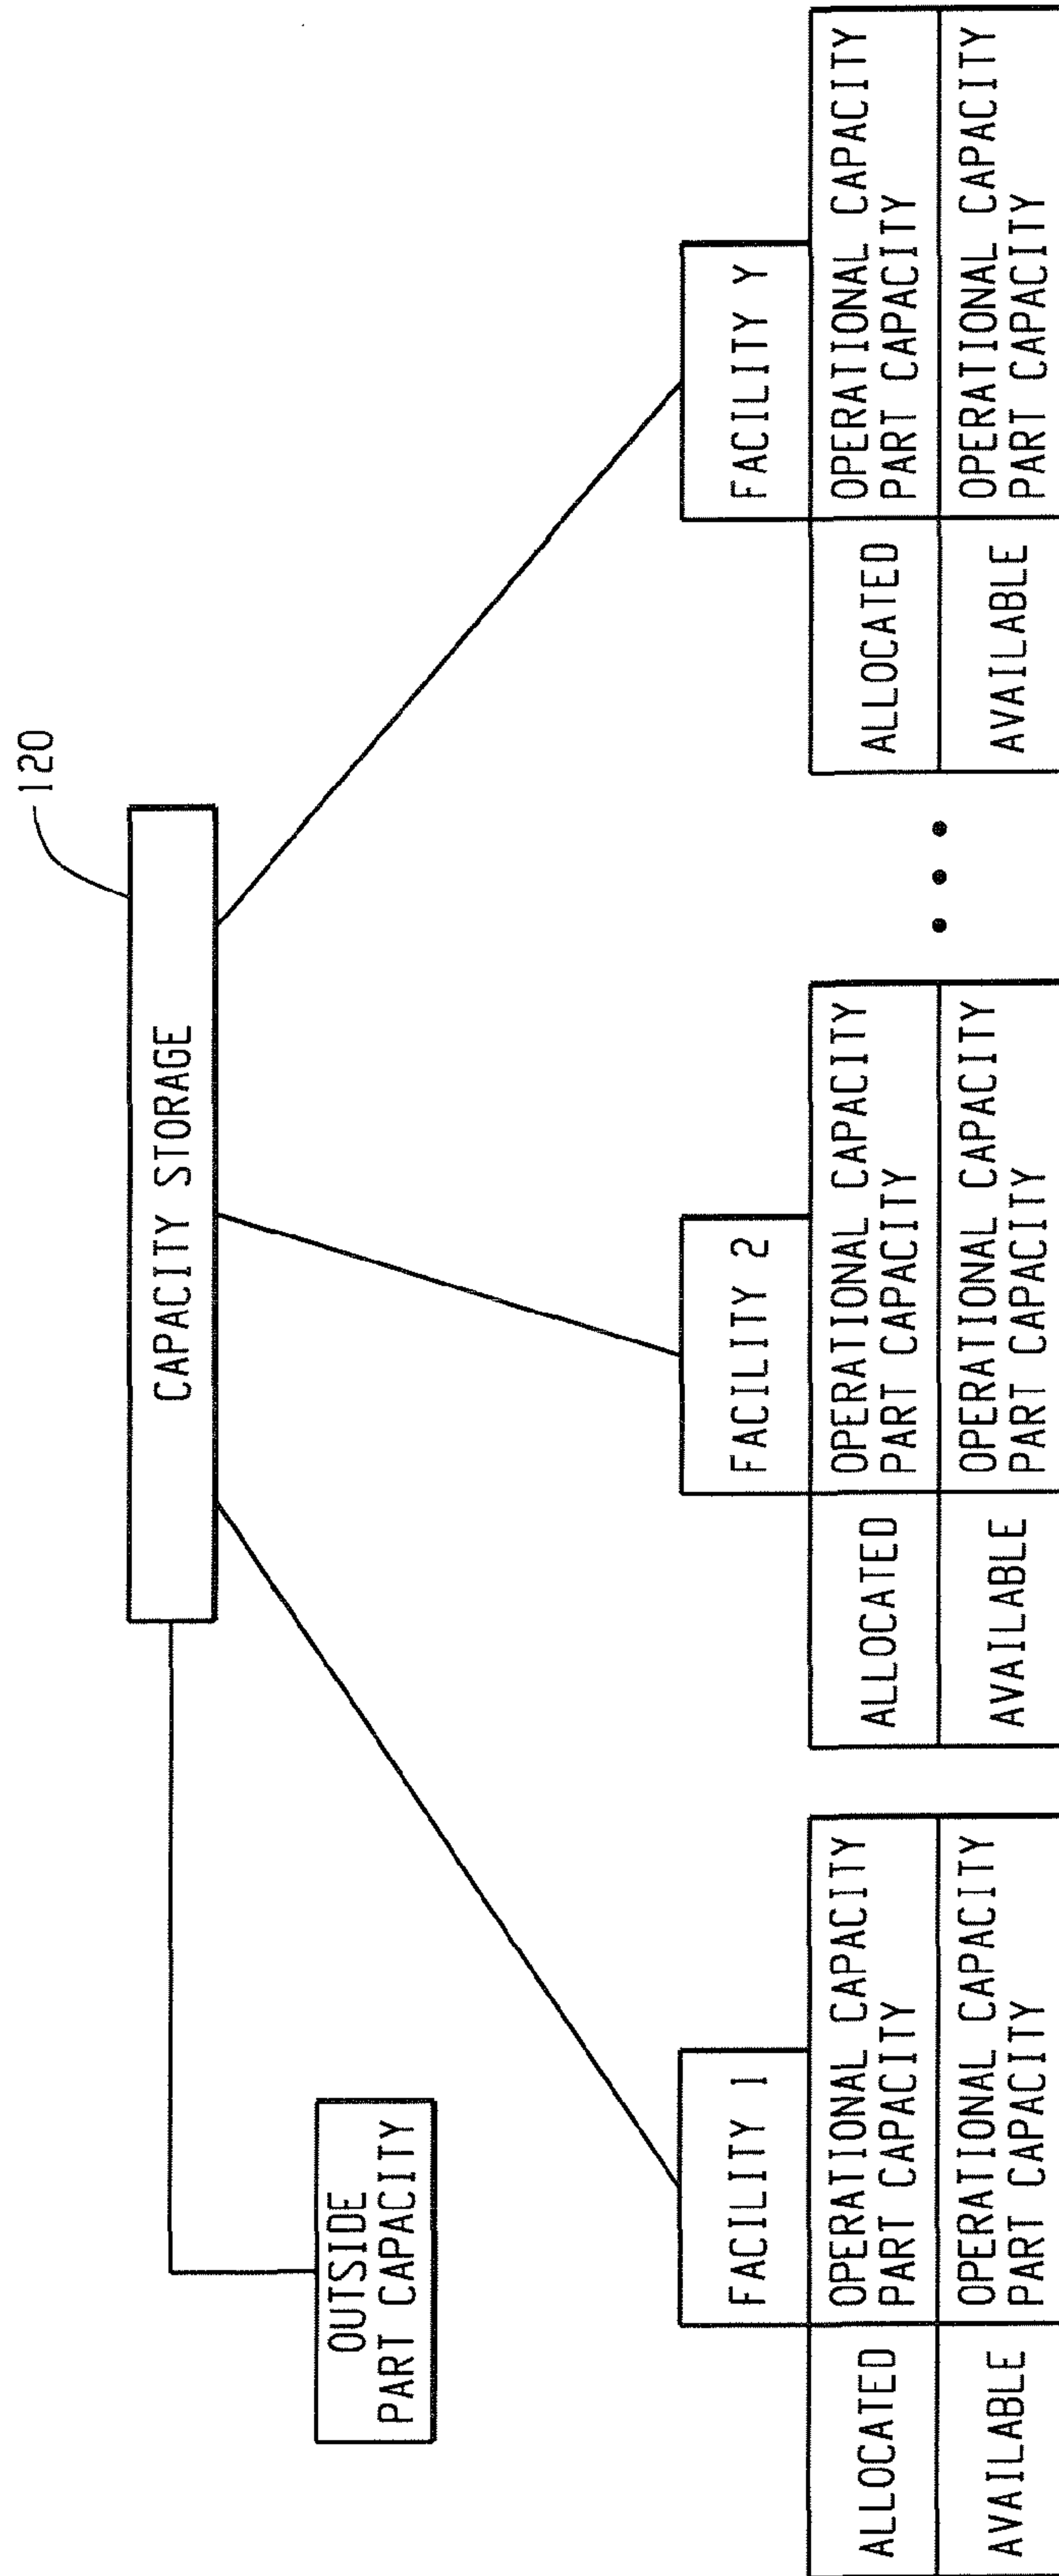 120
CAPACITY STORAGE
OUTSIDE
PART CAPACITY
FACILITY 1
ALLOCATED
OPERATIONAL CAPACITY
PART CAPACITY
AVAILABLE
OPERATIONAL CAPACITY
PART CAPACITY
FACILITY 2
ALLOCATED
OPERATIONAL CAPACITY
PART CAPACITY
AVAILABLE
OPERATIONAL CAPACITY
PART CAPACITY
FACILITY Y
ALLOCATED
OPERATIONAL CAPACITY
PART CAPACITY
AVAILABLE
OPERATIONAL CAPACITY
PART CAPACITY